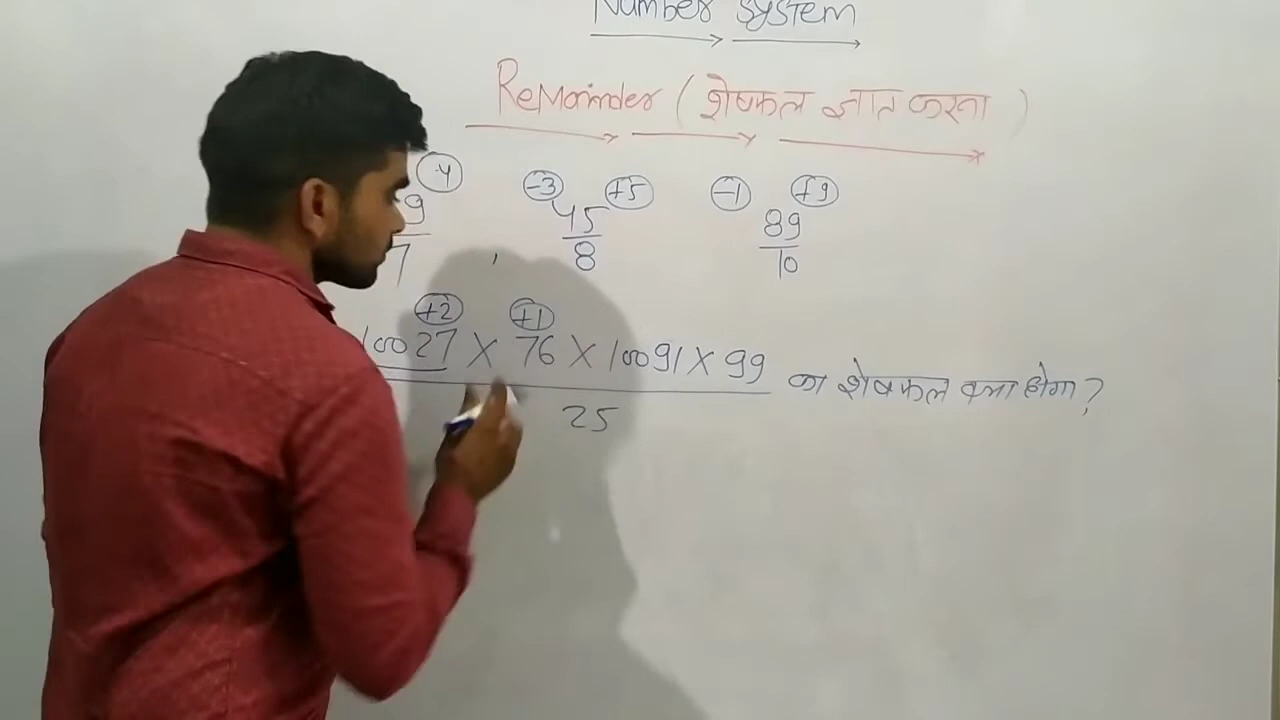 Number System
Remainder (शेषफल ज्ञात करना)
-4 -3 +5 -1 +9
9 45 89
7 8 10
+2 +1
10027 X 76 X 10091 X 99 का शेषफल क्या होगा?
25